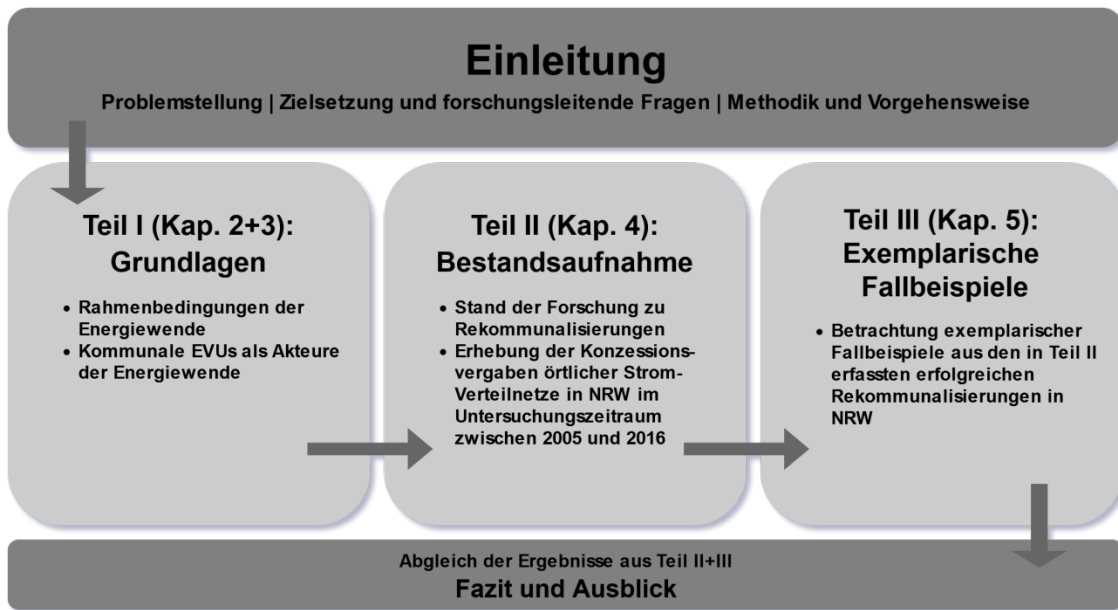 Einleitung
Problemstellung | Zielsetzung und forschungsleitende Fragen | Methodik und Vorgehensweise
Teil I (Kap. 2+3):
Grundlagen
• Rahmenbedingungen der
Energiewende
• Kommunale EVUs als Akteure
der Energiewende
Teil II (Kap. 4):
Bestandsaufnahme
• Stand der Forschung zu
Rekommunalisierungen
• Erhebung der Konzessions-
vergaben örtlicher Strom-
Verteilnetze in NRW im
Untersuchungszeitraum
zwischen 2005 und 2016
Teil III (Kap. 5):
Exemplarische
Fallbeispiele
• Betrachtung exemplarischer
Fallbeispiele aus den in Teil II
erfassten erfolgreichen
Rekommunalisierungen in
NRW
Abgleich der Ergebnisse aus Teil II+III
Fazit und Ausblick